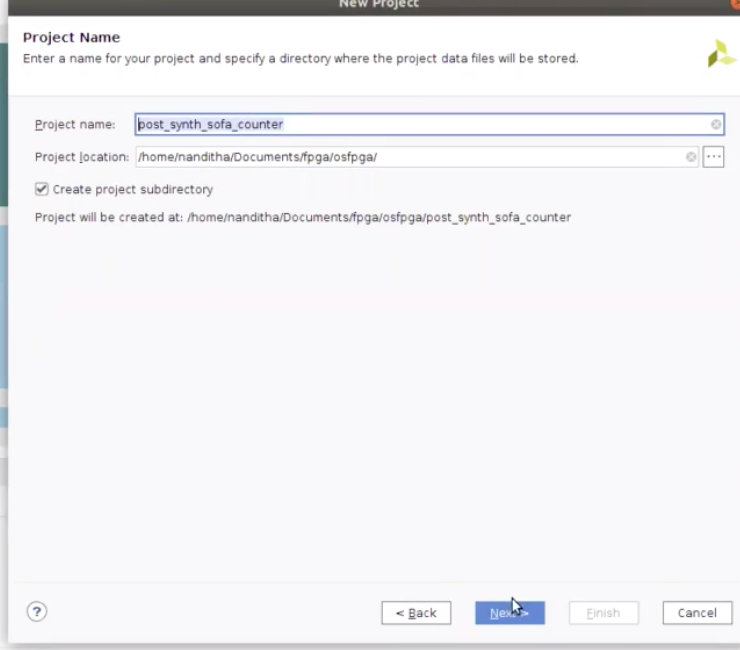 New Project
Project Name
Enter a name for your project and specify a directory where the project data files will be stored.
Project name: post_synth_sofa_counter
Project location: /home/nanditha/Documents/fpga/osfpga/
Create project subdirectory
Project will be created at: /home/nanditha/Documents/fpga/osfpga/post_synth_sofa_counter
? < Back Next > Finish Cancel